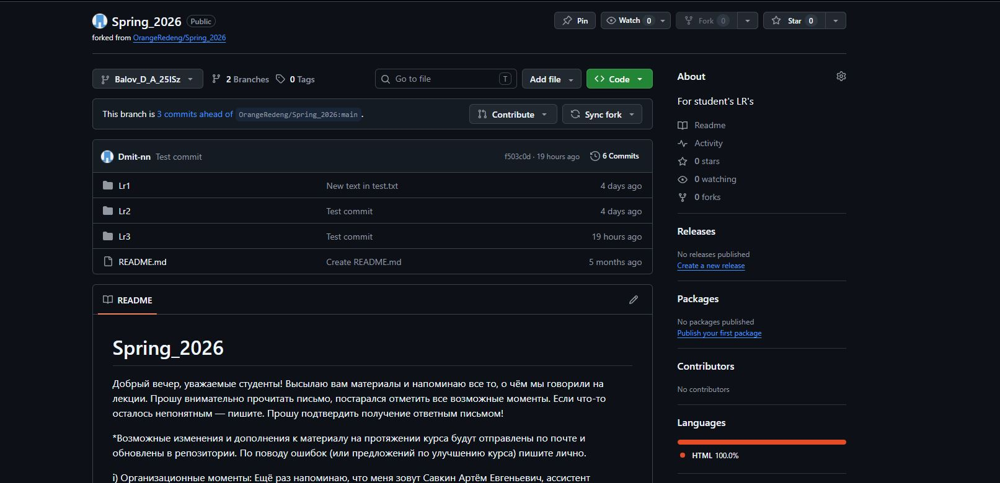 Spring_2026 Public
Pin Watch 0 Fork 0 Star 0
forked from OrangeRedeng/Spring_2026
Balov_D_A_25ISz 2 Branches 0 Tags Go to file T Add file Code
This branch is 3 commits ahead of OrangeRedeng/Spring_2026:main . Contribute Sync fork
Dmit-nn Test commit f503c0d · 19 hours ago 6 Commits
Lr1 New text in test.txt 4 days ago
Lr2 Test commit 4 days ago
Lr3 Test commit 19 hours ago
README.md Create README.md 5 months ago
README
Spring_2026
Добрый вечер, уважаемые студенты! Высылаю вам материалы и напоминаю все то, о чём мы говорили на
лекции. Прошу внимательно прочитать письмо, постарался отметить все возможные моменты. Если что-то
осталось непонятным — пишите. Прошу подтвердить получение ответным письмом!
*Возможные изменения и дополнения к материалу на протяжении курса будут отправлены по почте и
обновлены в репозитории. По поводу ошибок (или предложений по улучшению курса) пишите лично.
i) Организационные моменты: Ещё раз напоминаю, что меня зовут Савкин Артём Евгеньевич, ассистент
About
For student's LR's
Readme
Activity
0 stars
0 watching
0 forks
Releases
No releases published
Create a new release
Packages
No packages published
Publish your first package
Contributors
No contributors
Languages
HTML 100.0%